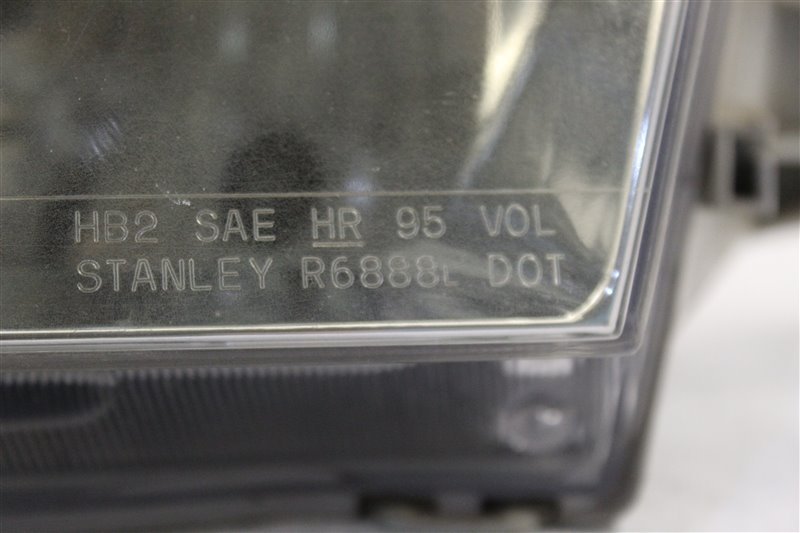 HB2 SAE HR 95 VOL
STANLEY R6888L DOT